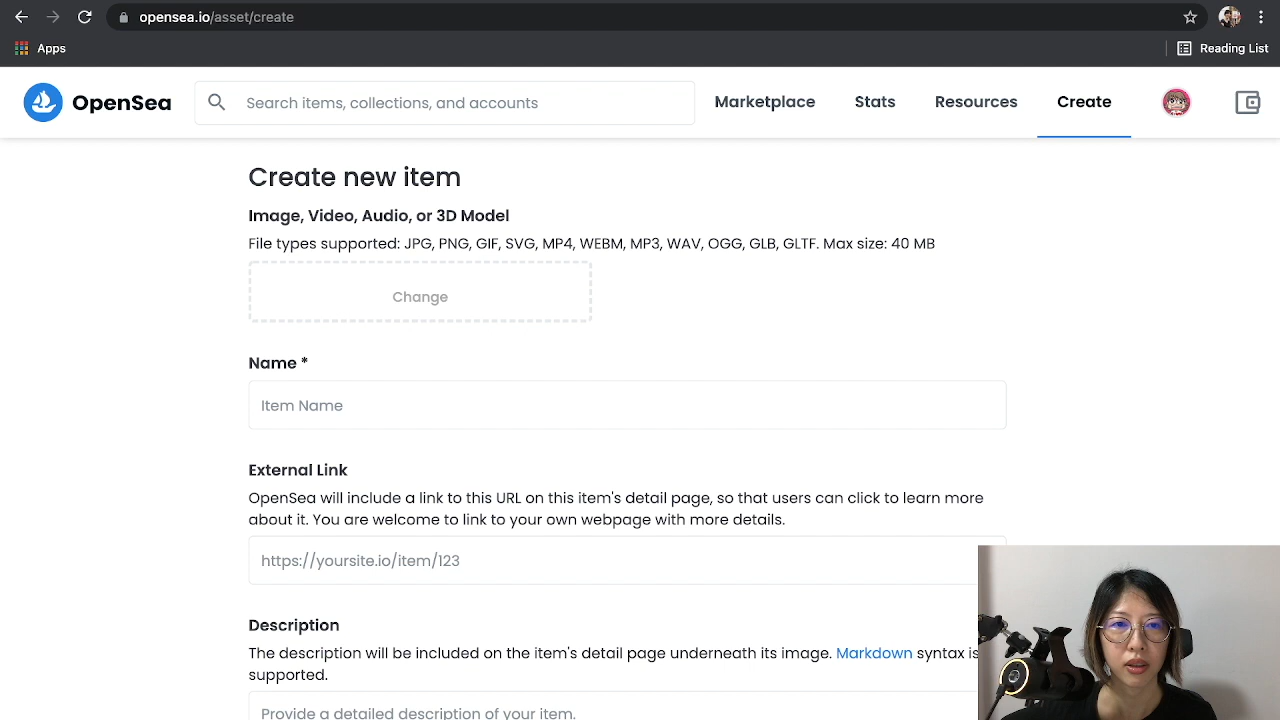 opensea.io/asset/create
Apps
Reading List
OpenSea
Search items, collections, and accounts
Marketplace
Stats
Resources
Create
Create new item
Image, Video, Audio, or 3D Model
File types supported: JPG, PNG, GIF, SVG, MP4, WEBM, MP3, WAV, OGG, GLB, GLTF. Max size: 40 MB
Change
Name *
Item Name
External Link
OpenSea will include a link to this URL on this item's detail page, so that users can click to learn more
about it. You are welcome to link to your own webpage with more details.
https://yoursite.io/item/123
Description
The description will be included on the item's detail page underneath its image. Markdown syntax is
supported.
Provide a detailed description of your item.